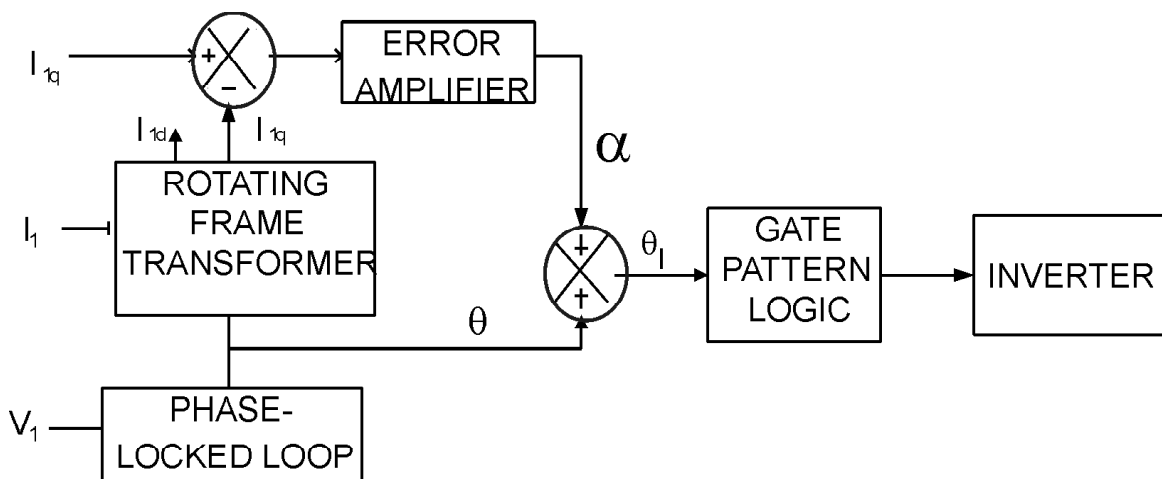 I1q
+
−
ERROR
AMPLIFIER
I1d
I1q
α
ROTATING
FRAME
TRANSFORMER
I1
+
+
θI
GATE
PATTERN
LOGIC
INVERTER
θ
V1
PHASE-
LOCKED LOOP